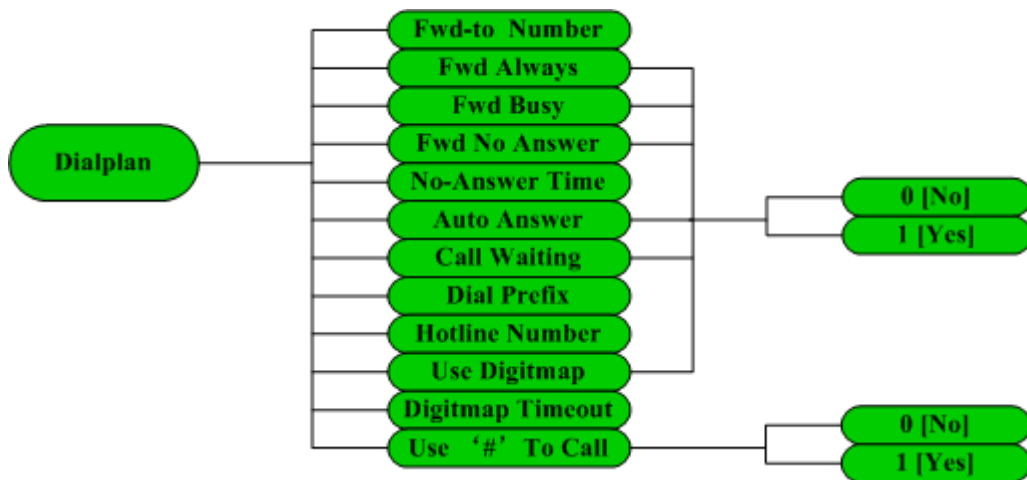 Dialplan
Fwd-to Number
Fwd Always
Fwd Busy
Fwd No Answer
No-Answer Time
Auto Answer
Call Waiting
Dial Prefix
Hotline Number
Use Digitmap
Digitmap Timeout
Use ‘#’ To Call
0 [No]
1 [Yes]
0 [No]
1 [Yes]